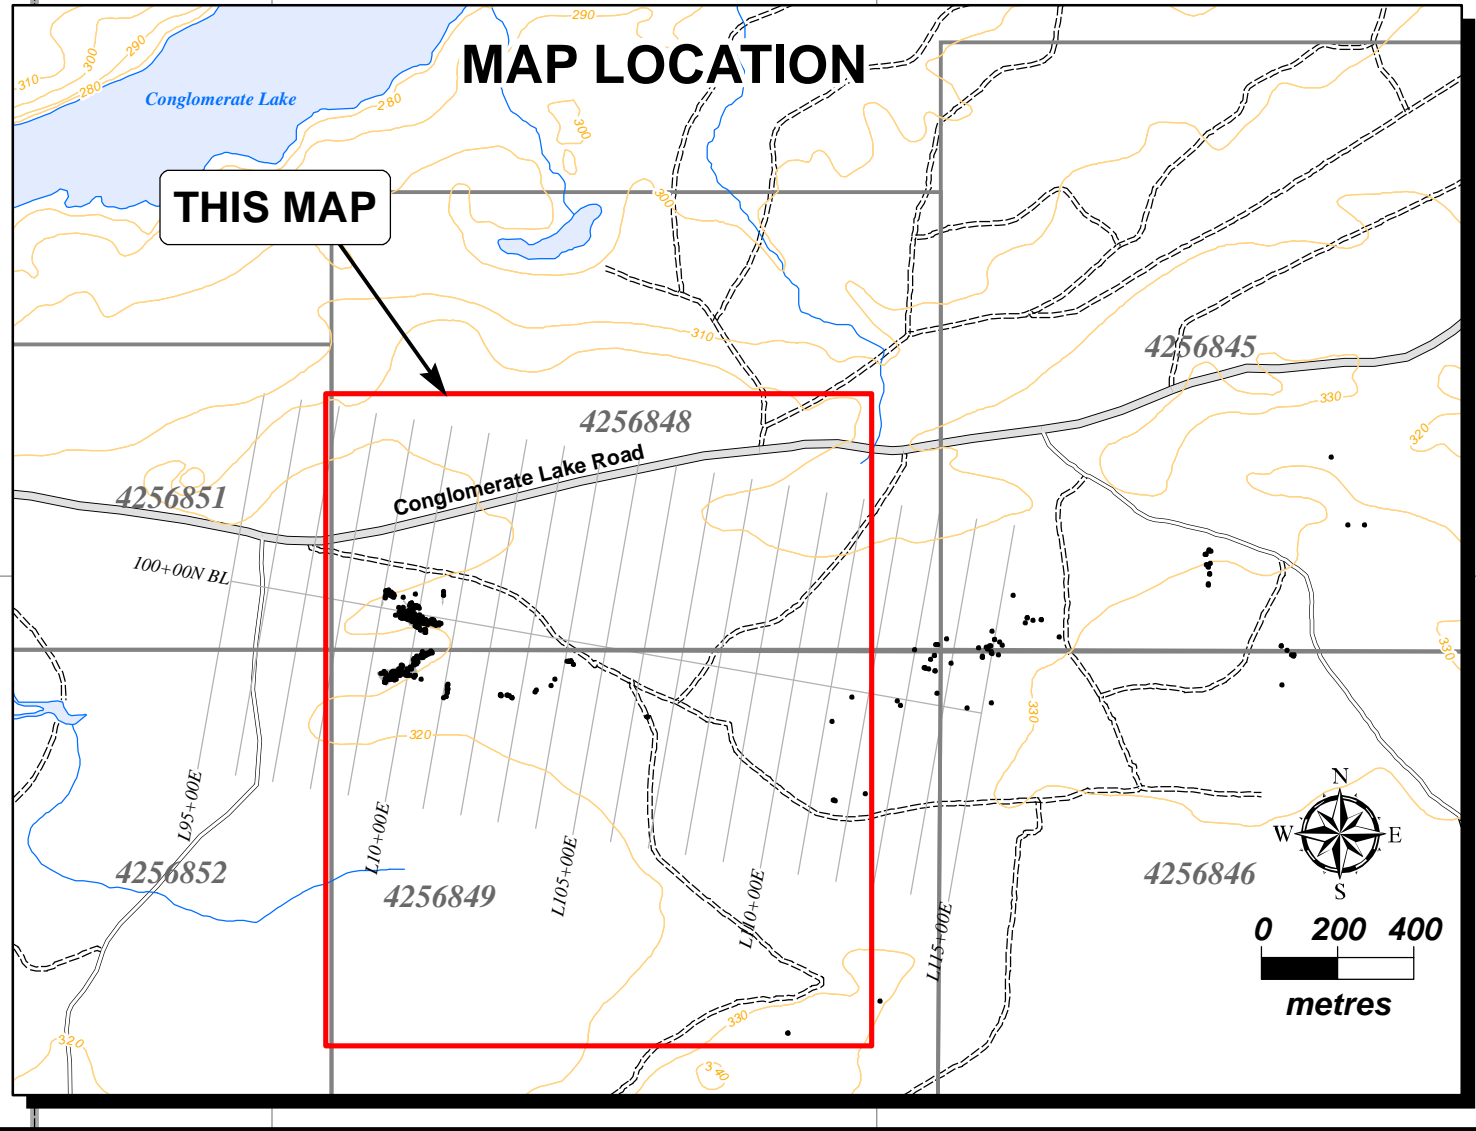 290
MAP LOCATION
300
290
310
280
Conglomerate Lake
280
300
THIS MAP
300
310
4256845
330
4256848
320
Conglomerate Lake Road
4256851
100+00N BL
330
330
320
L95+00E
L10+00E
L105+00E
L110+00E
L115+00E
4256852
4256849
4256846
N
W
E
S
0 200 400
metres
330
320
340